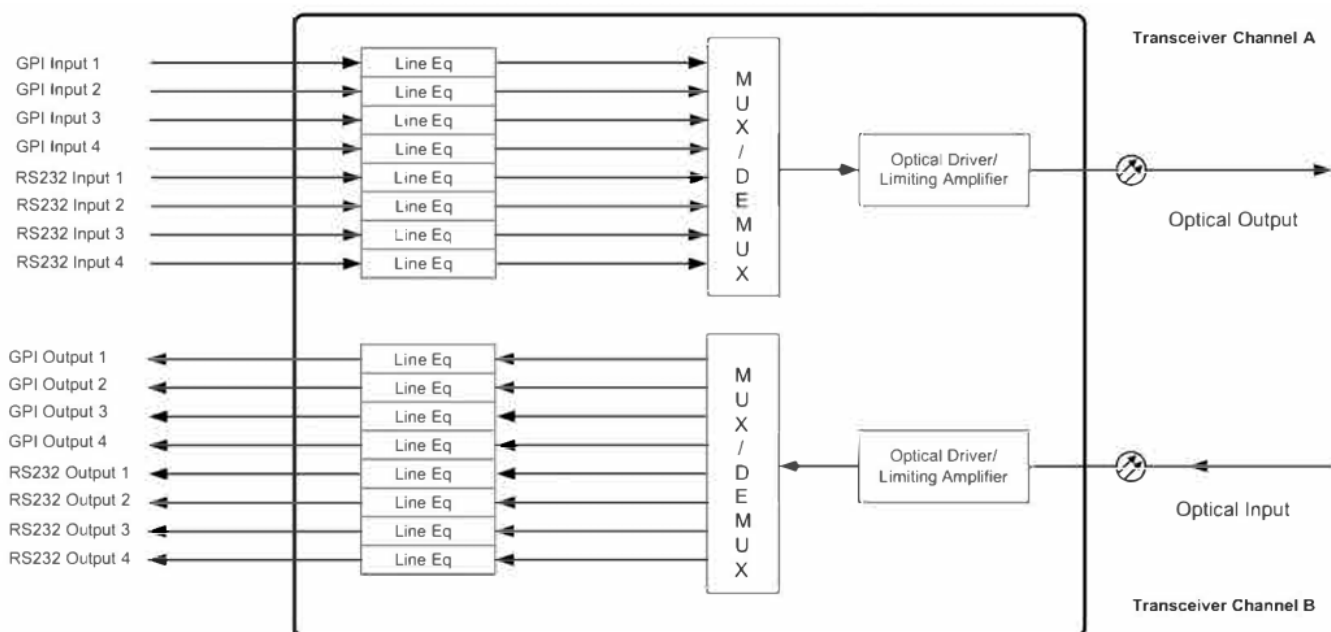 Transceiver Channel A
GPI Input 1
GPI Input 2
GPI Input 3
GPI Input 4
RS232 Input 1
RS232 Input 2
RS232 Input 3
RS232 Input 4
Line Eq
Line Eq
Line Eq
Line Eq
Line Eq
Line Eq
Line Eq
Line Eq
MUX/DEMUX
Optical Driver/
Limiting Amplifier
Optical Output
GPI Output 1
GPI Output 2
GPI Output 3
GPI Output 4
RS232 Output 1
RS232 Output 2
RS232 Output 3
RS232 Output 4
Line Eq
Line Eq
Line Eq
Line Eq
Line Eq
Line Eq
Line Eq
Line Eq
MUX/DEMUX
Optical Driver/
Limiting Amplifier
Optical Input
Transceiver Channel B